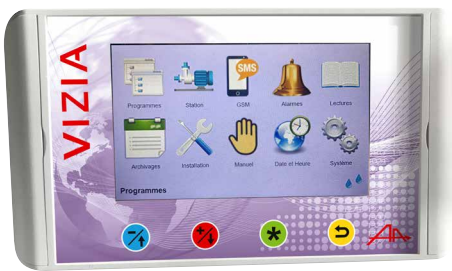 VIZIA
SMS
Programmes
Station
GSM
Alarmes
Lectures
Archivages
Installation
Manuel
Date et Heure
Système
Programmes